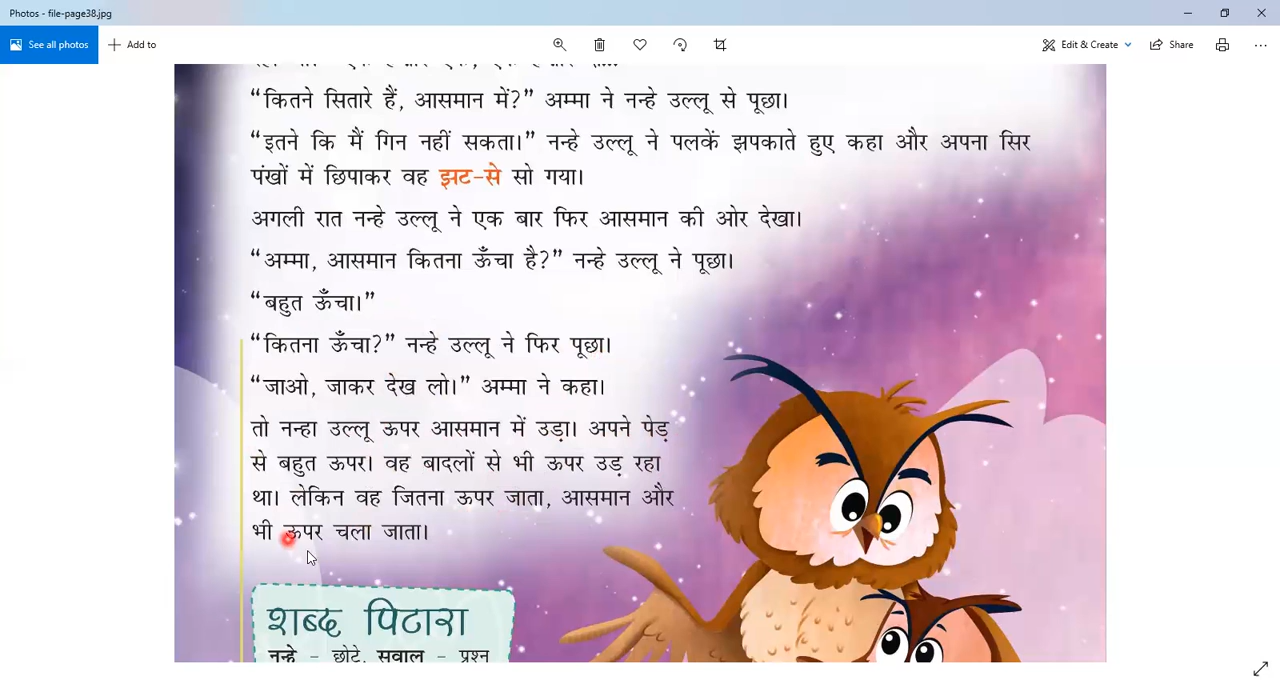 Photos - file-page38.jpg
See all photos
Add to
Edit & Create
Share
“कितने सितारे हैं, आसमान में?” अम्मा ने नन्हे उल्लू से पूछा।
“इतने कि मैं गिन नहीं सकता।” नन्हे उल्लू ने पलकें झपकाते हुए कहा और अपना सिर
पंखों में छिपाकर वह झट-से सो गया।
अगली रात नन्हे उल्लू ने एक बार फिर आसमान की ओर देखा।
“अम्मा, आसमान कितना ऊँचा है?” नन्हे उल्लू ने पूछा।
“बहुत ऊँचा।”
“कितना ऊँचा?” नन्हे उल्लू ने फिर पूछा।
“जाओ, जाकर देख लो।” अम्मा ने कहा।
तो नन्हा उल्लू ऊपर आसमान में उड़ा। अपने पेड़
से बहुत ऊपर। वह बादलों से भी ऊपर उड़ रहा
था। लेकिन वह जितना ऊपर जाता, आसमान और
भी ऊपर चला जाता।
शब्द पिटारा
नन्हे - छोटे, सवाल - प्रश्न